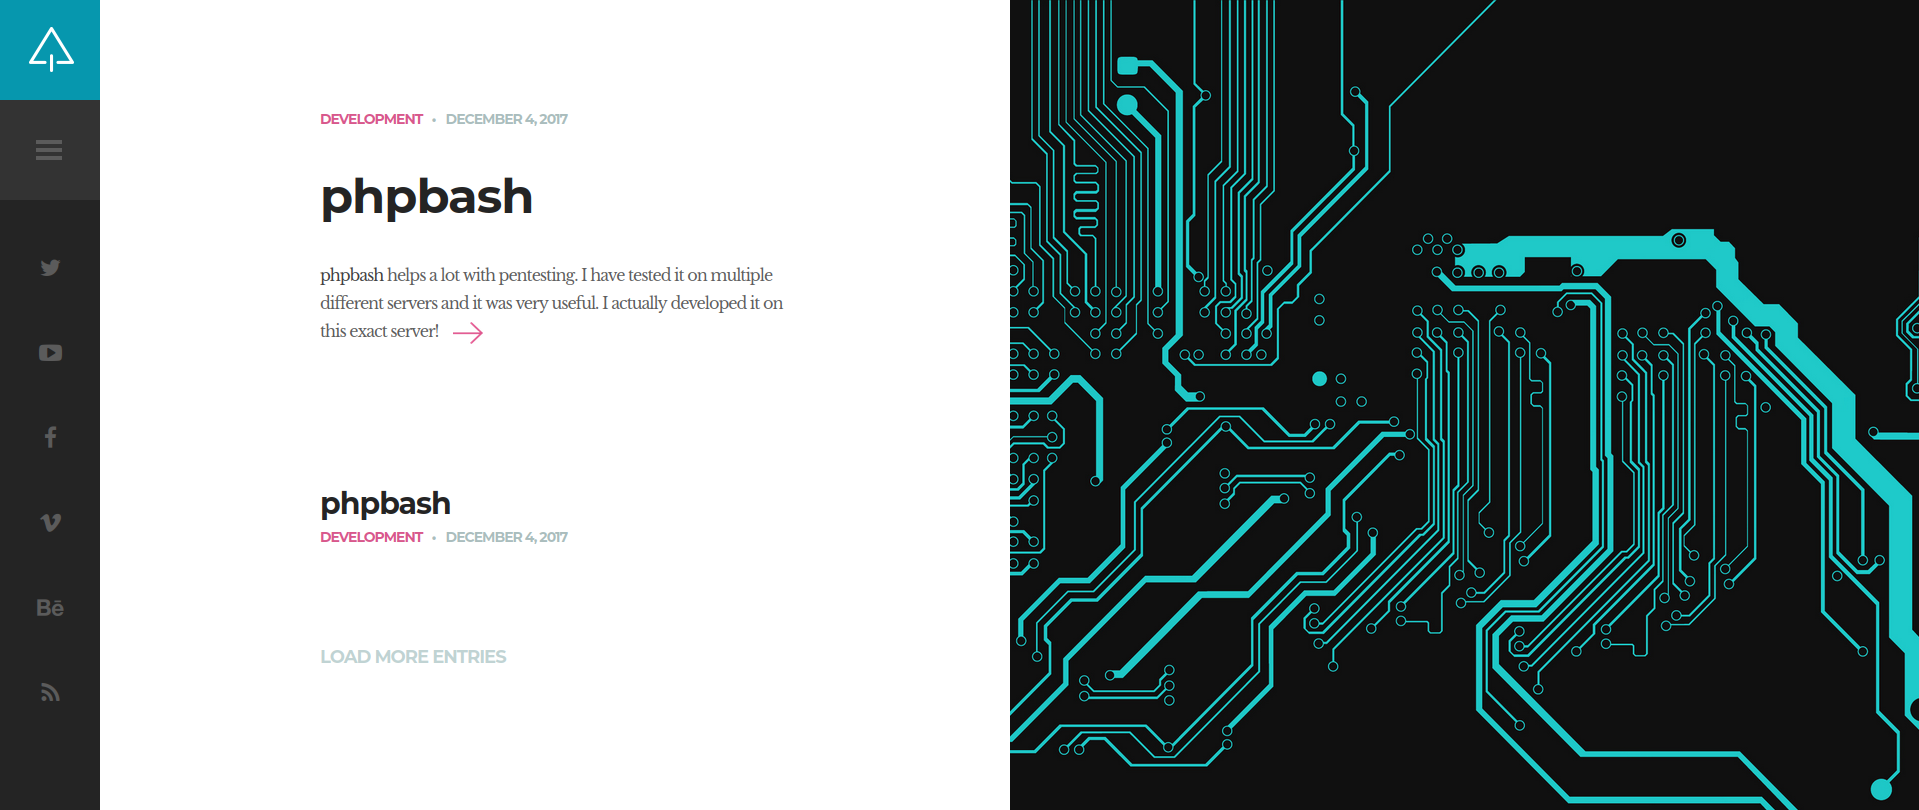 DEVELOPMENT • DECEMBER 4, 2017
phpbash
phpbash helps a lot with pentesting. I have tested it on multiple
different servers and it was very useful. I actually developed it on
this exact server!
phpbash
DEVELOPMENT • DECEMBER 4, 2017
Bē
LOAD MORE ENTRIES